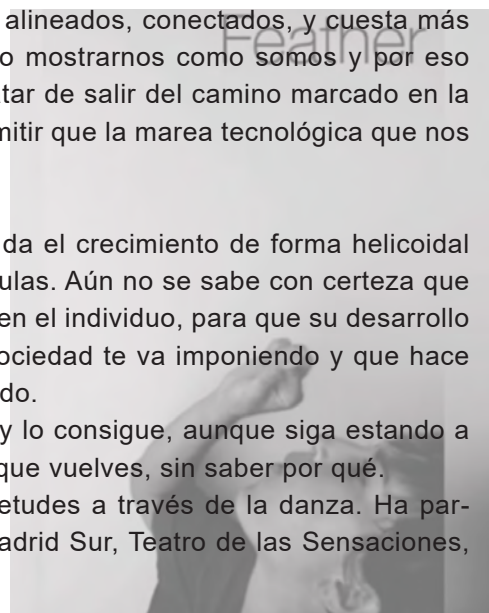 Feather
alineados, conectados, y cuesta más
o mostrarnos como somos y por eso
tar de salir del camino marcado en la
mitir que la marea tecnológica que nos
da el crecimiento de forma helicoidal
ulas. Aún no se sabe con certeza que
en el individuo, para que su desarrollo
ociedad te va imponiendo y que hace
do.
y lo consigue, aunque siga estando a
que vuelves, sin saber por qué.
etudes a través de la danza. Ha par-
adrid Sur, Teatro de las Sensaciones,